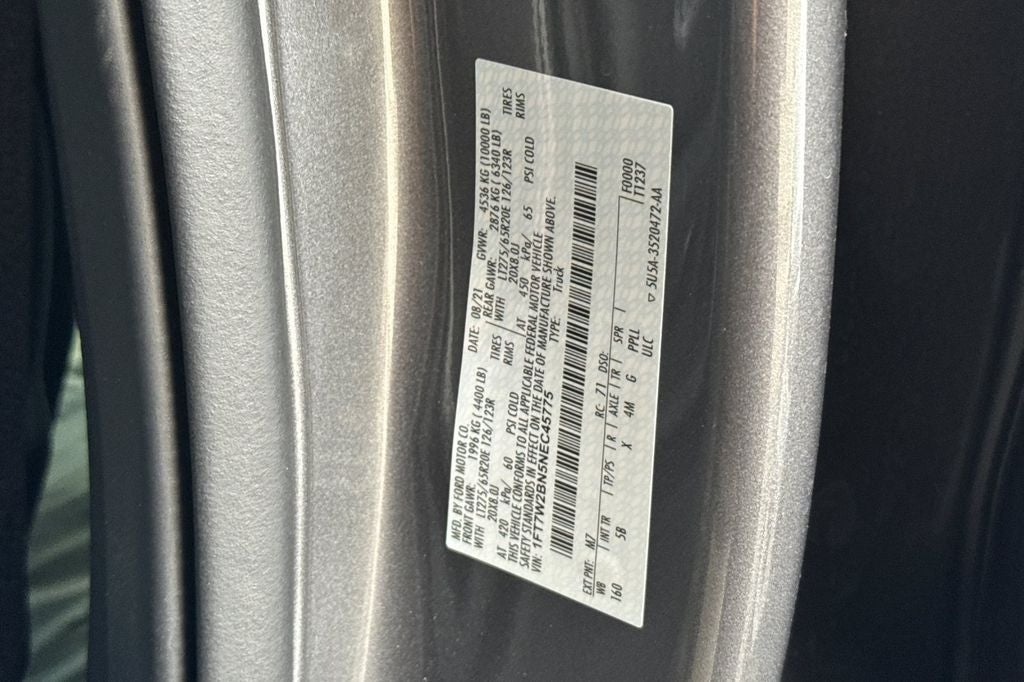 MFD. BY FORD MOTOR CO.
DATE: 08/21
GVWR: 4536 KG (10000 LB)
FRONT GAWR: 1996 KG ( 4400 LB)
REAR GAWR: 2876 KG ( 6340 LB)
WITH LT275/65R20E 126/123R TIRES
WITH LT275/65R20E 126/123R TIRES
20X8.0J RIMS
20X8.0J RIMS
AT 420 kPa/ 60 PSI COLD
AT 450 kPa/ 65 PSI COLD
THIS VEHICLE CONFORMS TO ALL APPLICABLE FEDERAL MOTOR VEHICLE
SAFETY STANDARDS IN EFFECT ON THE DATE OF MANUFACTURE SHOWN ABOVE.
VIN: 1FT7W2BN5NEC45775
TYPE: Truck
EXT PNT: M7 RC: 71 DSO: F0000
WB | INT TR | TP/PS | R | AXLE | TR | SPR | T1237
160 5B X 4M G PPLL
ULC ▽ 5U5A-3520472-AA